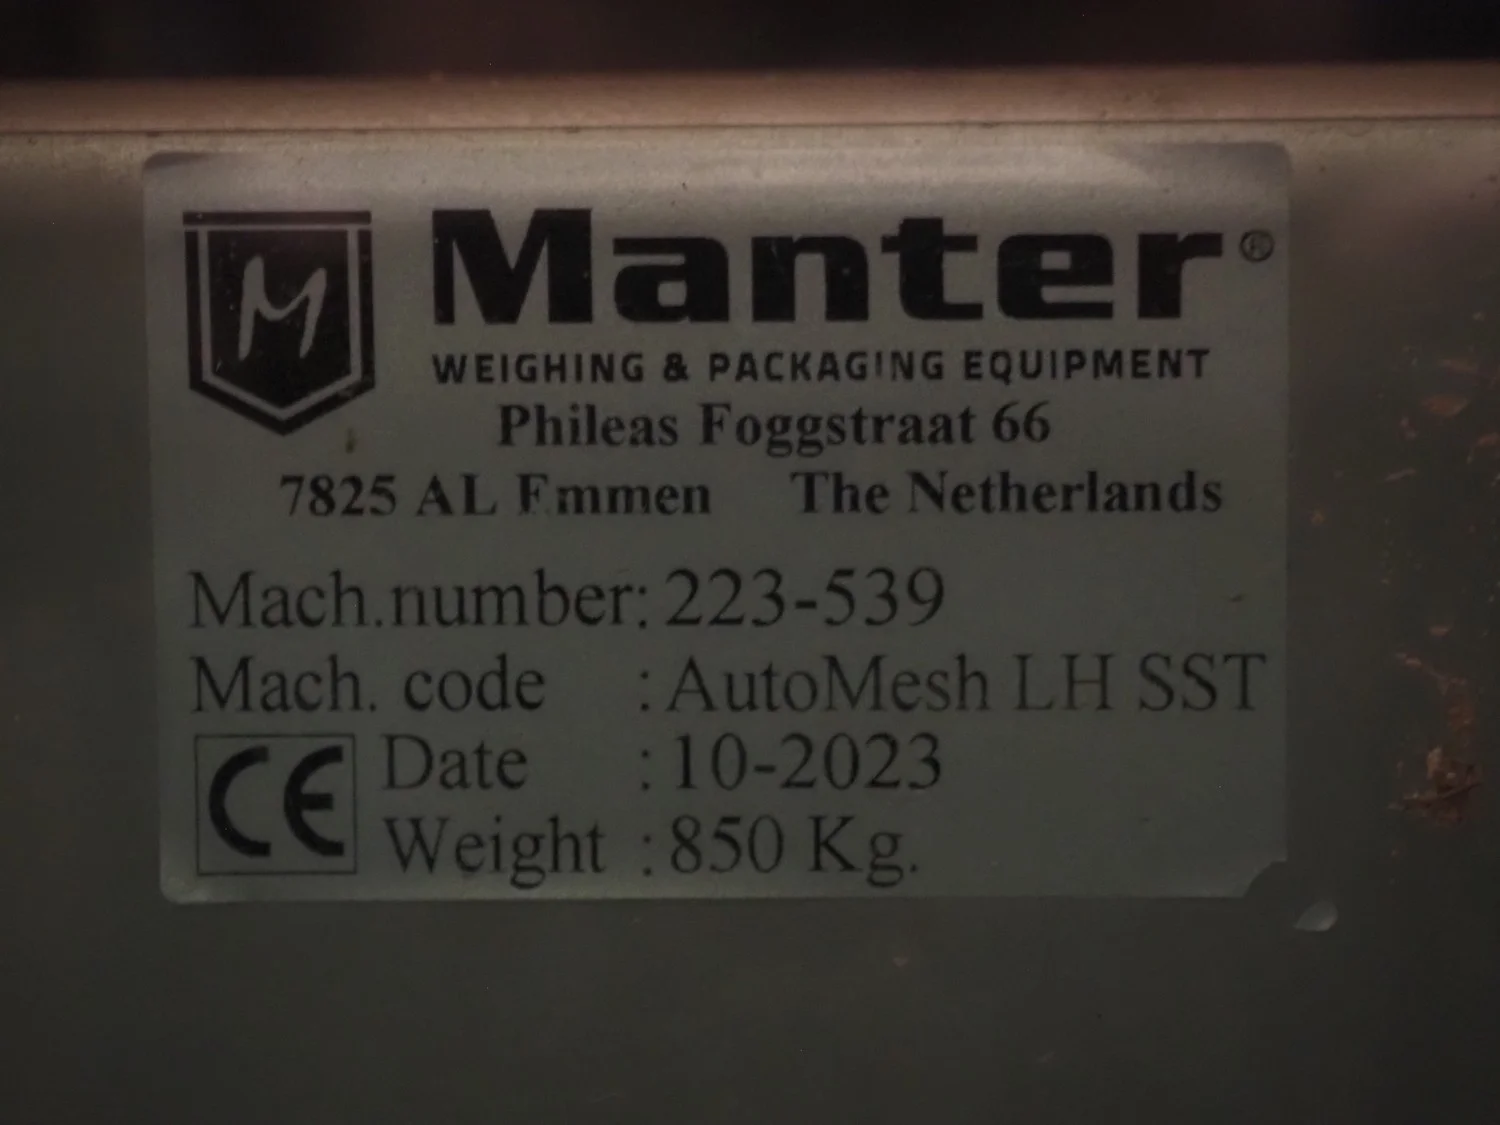 M Manter®
WEIGHING & PACKAGING EQUIPMENT
Phileas Foggstraat 66
7825 AL Emmen The Netherlands
Mach.number: 223-539
Mach. code : AutoMesh LH SST
CE Date : 10-2023
Weight : 850 Kg.